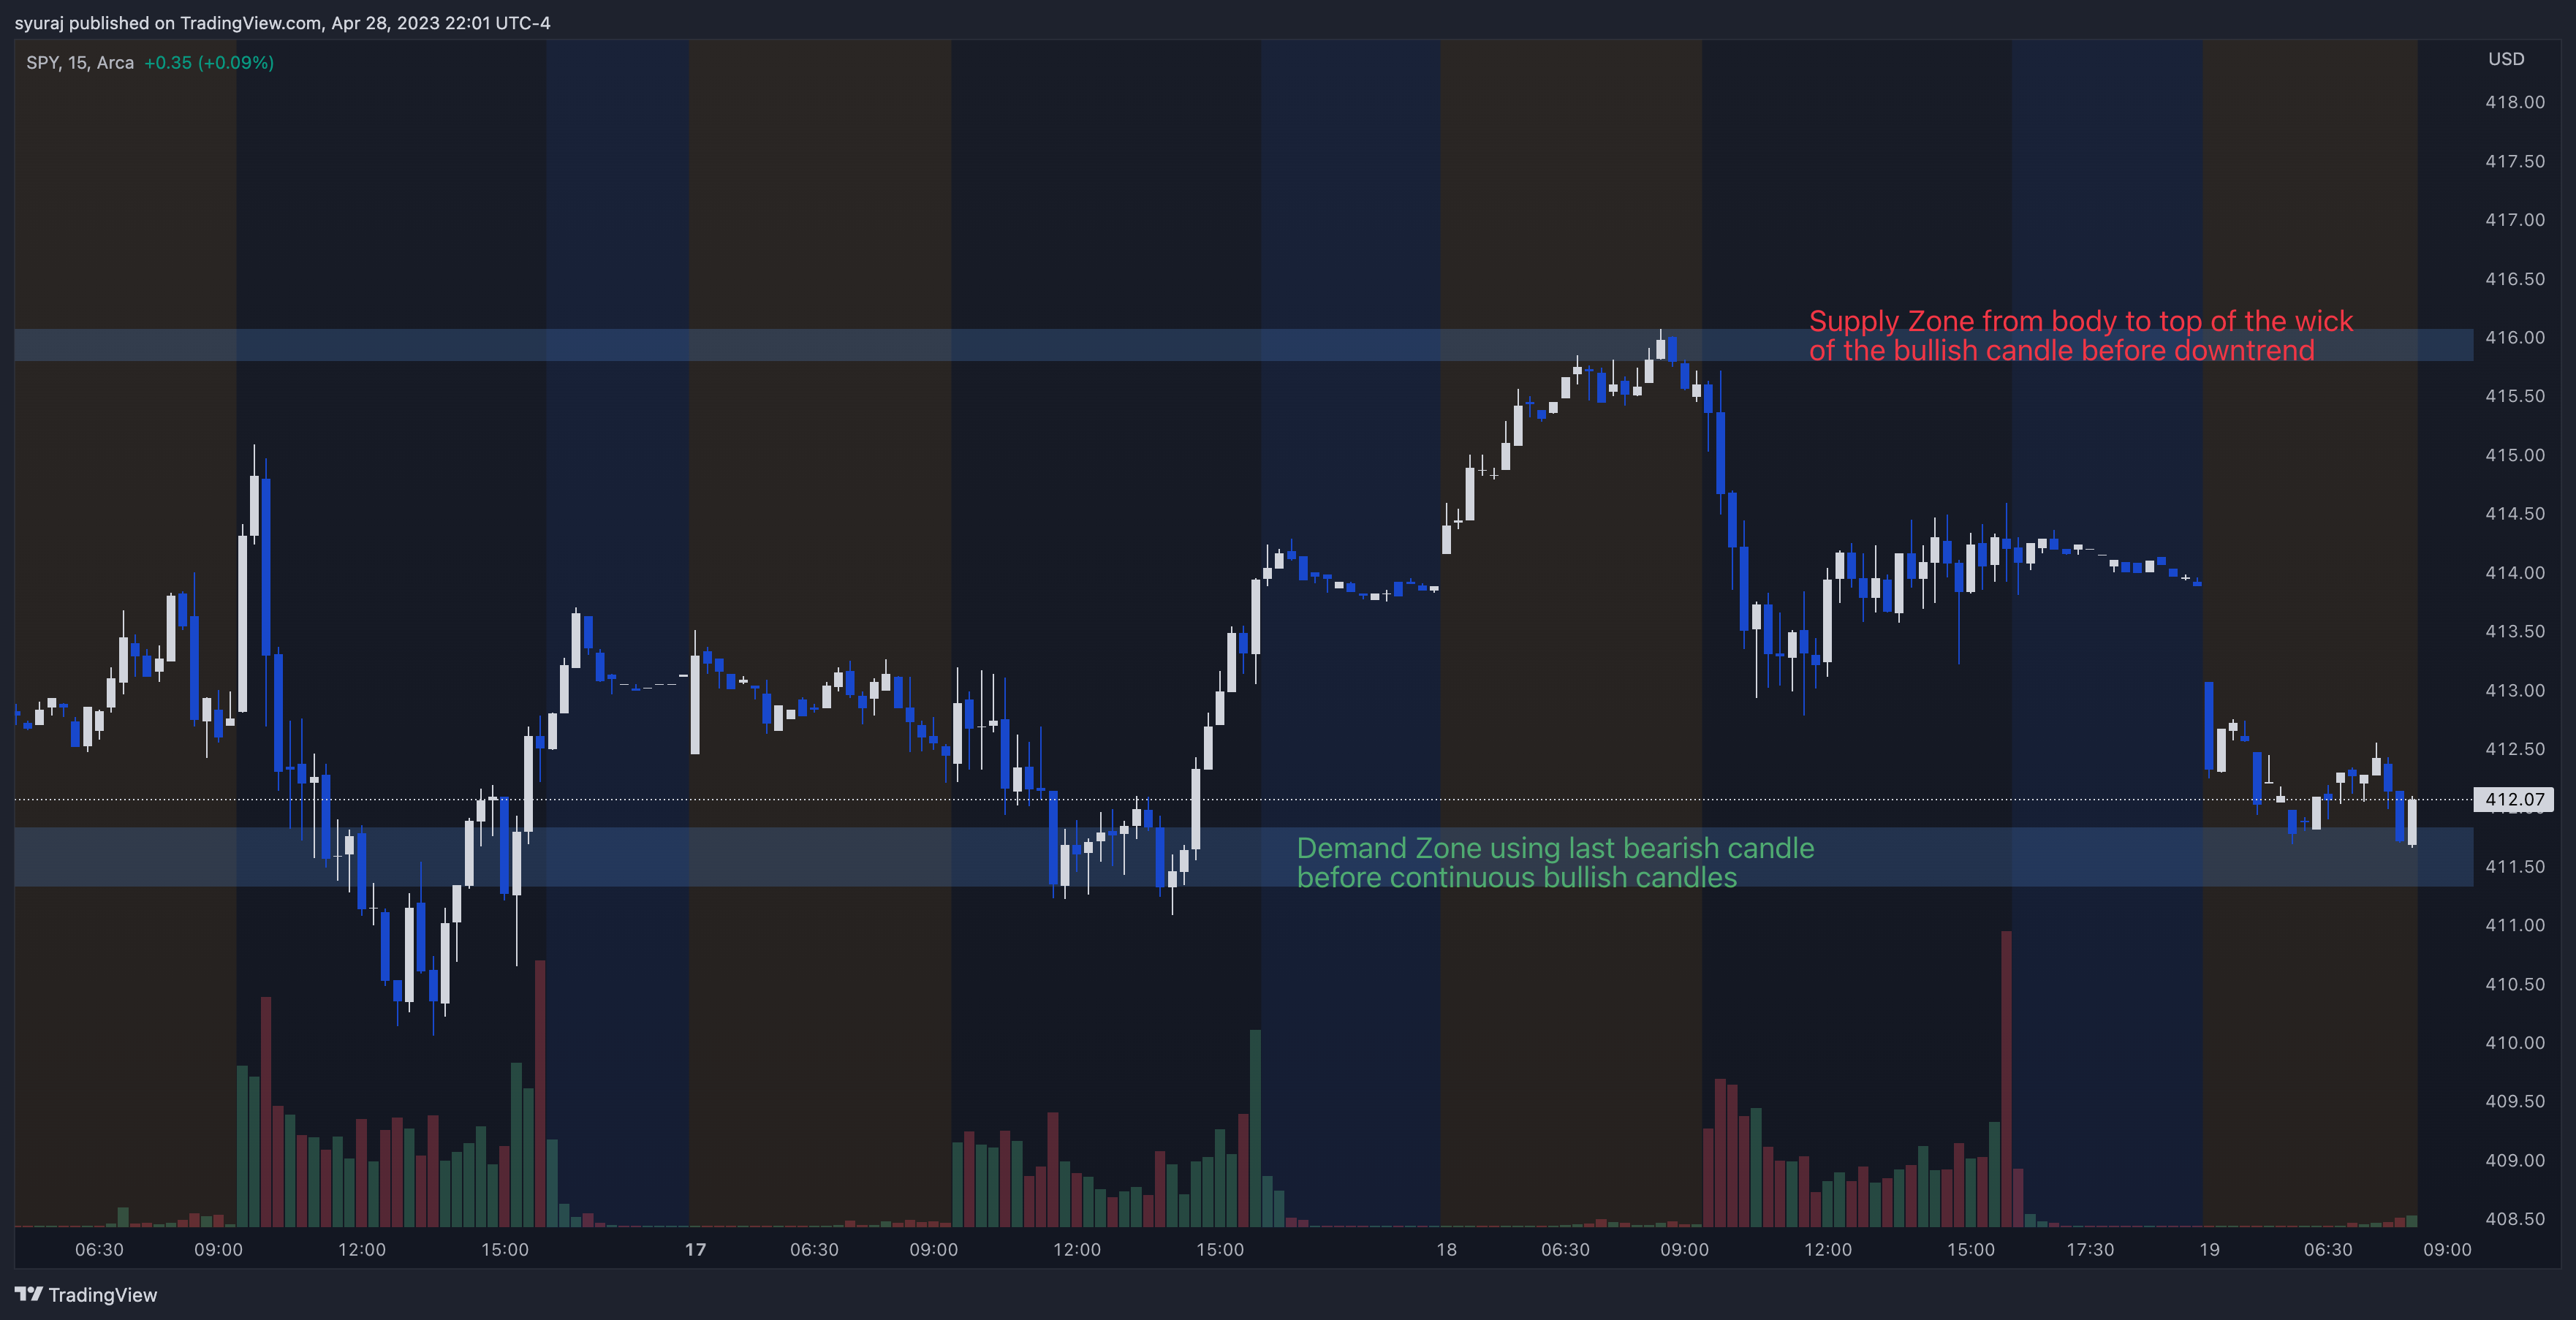 syuraj published on TradingView.com, Apr 28, 2023 22:01 UTC-4
SPY, 15, Arca +0.35 (+0.09%)
USD
418.00
417.50
417.00
416.50
Supply Zone from body to top of the wick
of the bullish candle before downtrend
416.00
415.50
415.00
414.50
414.00
413.50
413.00
412.50
412.07
Demand Zone using last bearish candle
before continuous bullish candles
411.50
411.00
410.50
410.00
409.50
409.00
408.50
06:30 09:00 12:00 15:00 17 06:30 09:00 12:00 15:00 18 06:30 09:00 12:00 15:00 17:30 19 06:30 09:00
TradingView